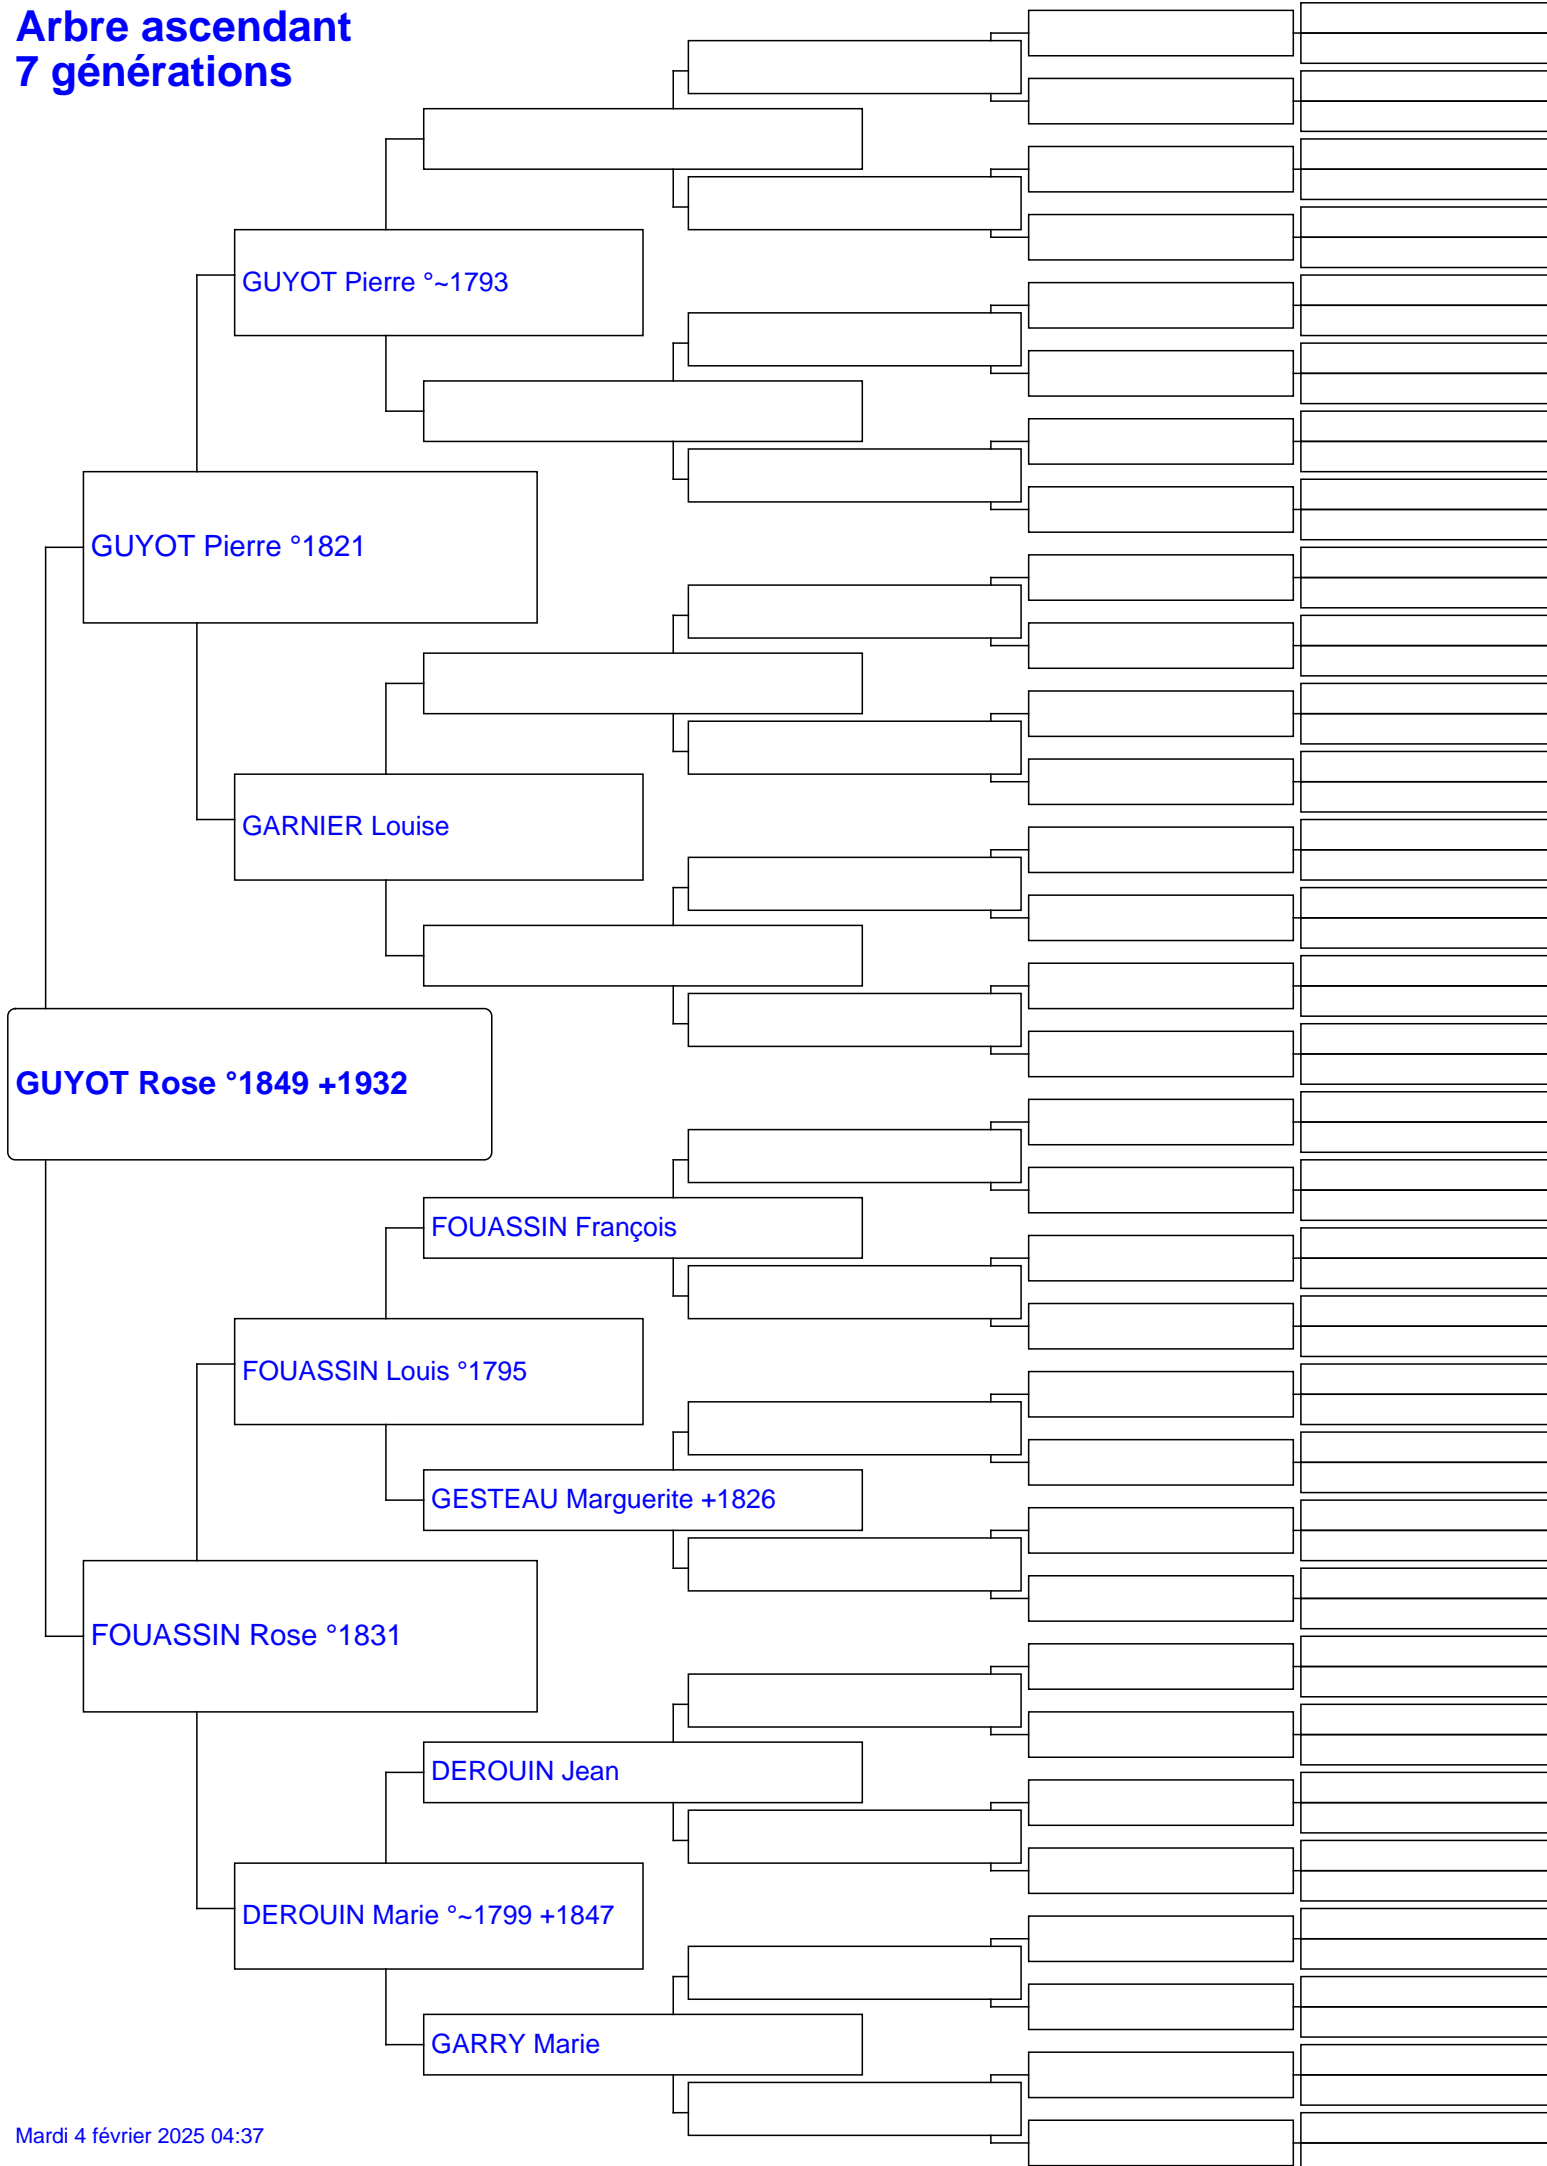 Arbre ascendant
7 générations
GUYOT Pierre °~1793
GUYOT Pierre °1821
GARNIER Louise
GUYOT Rose °1849 +1932
FOUASSIN François
FOUASSIN Louis °1795
GESTEAU Marguerite +1826
FOUASSIN Rose °1831
DEROUIN Jean
DEROUIN Marie °~1799 +1847
GARRY Marie
Mardi 4 février 2025 04:37